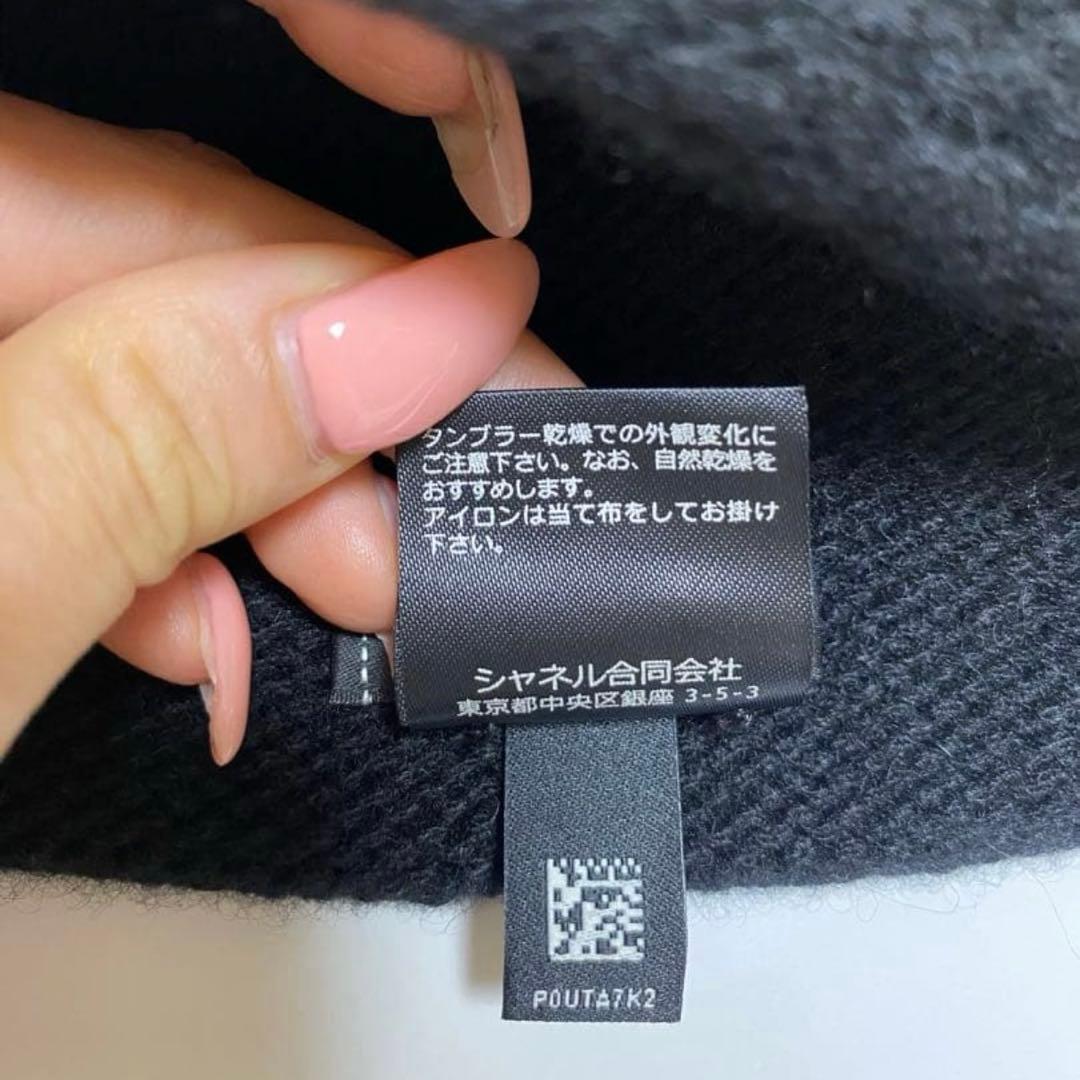 タンブラー乾燥での外観変化に
ご注意下さい。なお、自然乾燥を
おすすめします。
アイロンは当て布をしてお掛け
下さい。
シャネル合同会社
東京都中央区銀座 3-5-3
P0UTA7K2